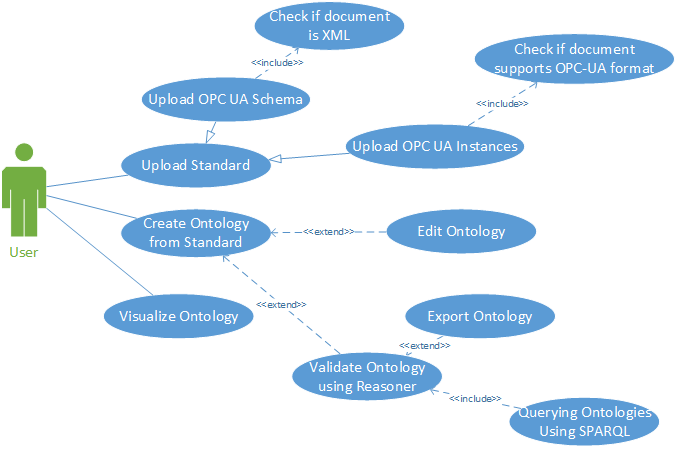 Check if document
is XML
<<include>>
Check if document
supports OPC-UA format
<<include>>
Upload OPC UA Schema
Upload OPC UA Instances
Upload Standard
User
Create Ontology
from Standard
<<extend>>
Edit Ontology
<<extend>>
Visualize Ontology
Export Ontology
<<extend>>
Validate Ontology
using Reasoner
<<include>>
Querying Ontologies
Using SPARQL